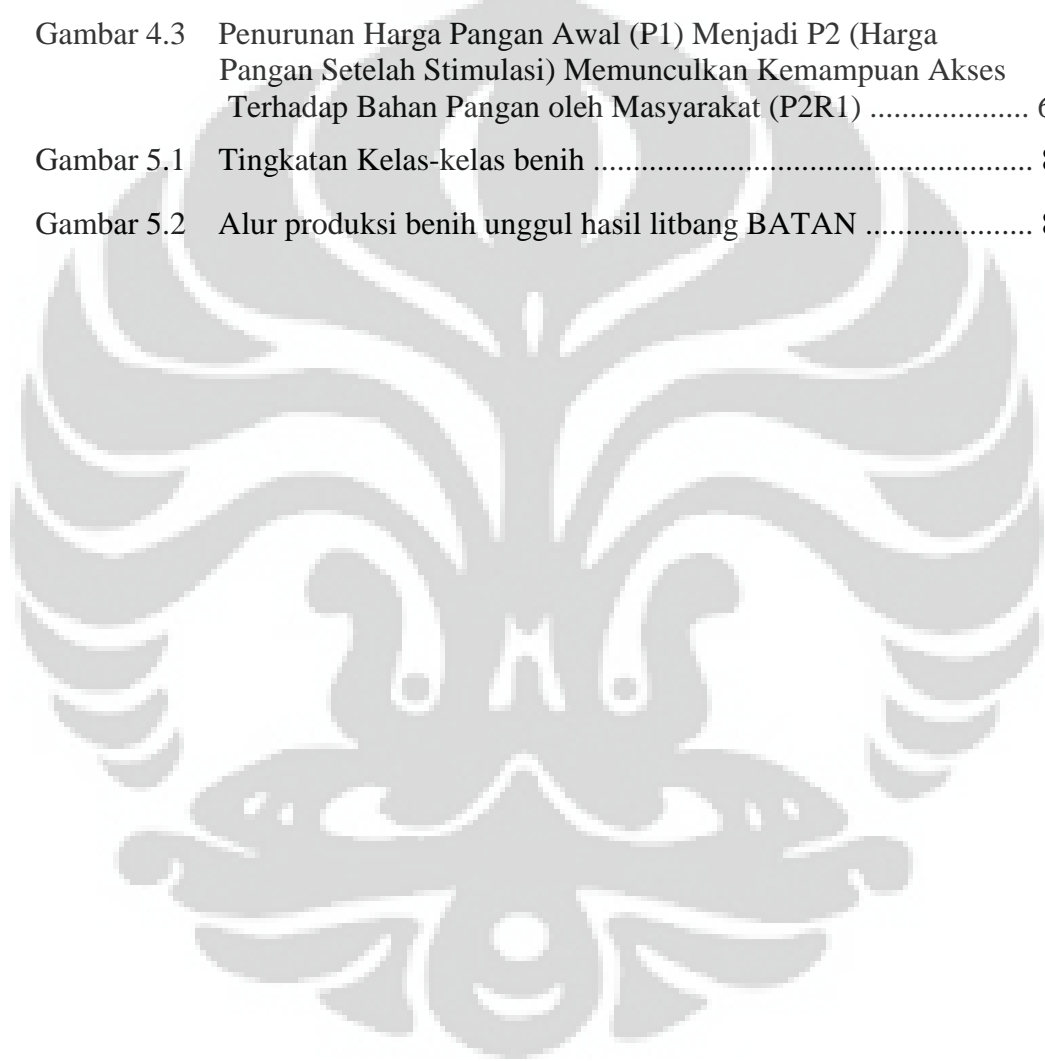 Gambar 4.3 Penurunan Harga Pangan Awal (P1) Menjadi P2 (Harga
Pangan Setelah Stimulasi) Memunculkan Kemampuan Akses
Terhadap Bahan Pangan oleh Masyarakat (P2R1) ....................
Gambar 5.1 Tingkatan Kelas-kelas benih .......................................................
Gambar 5.2 Alur produksi benih unggul hasil litbang BATAN .....................